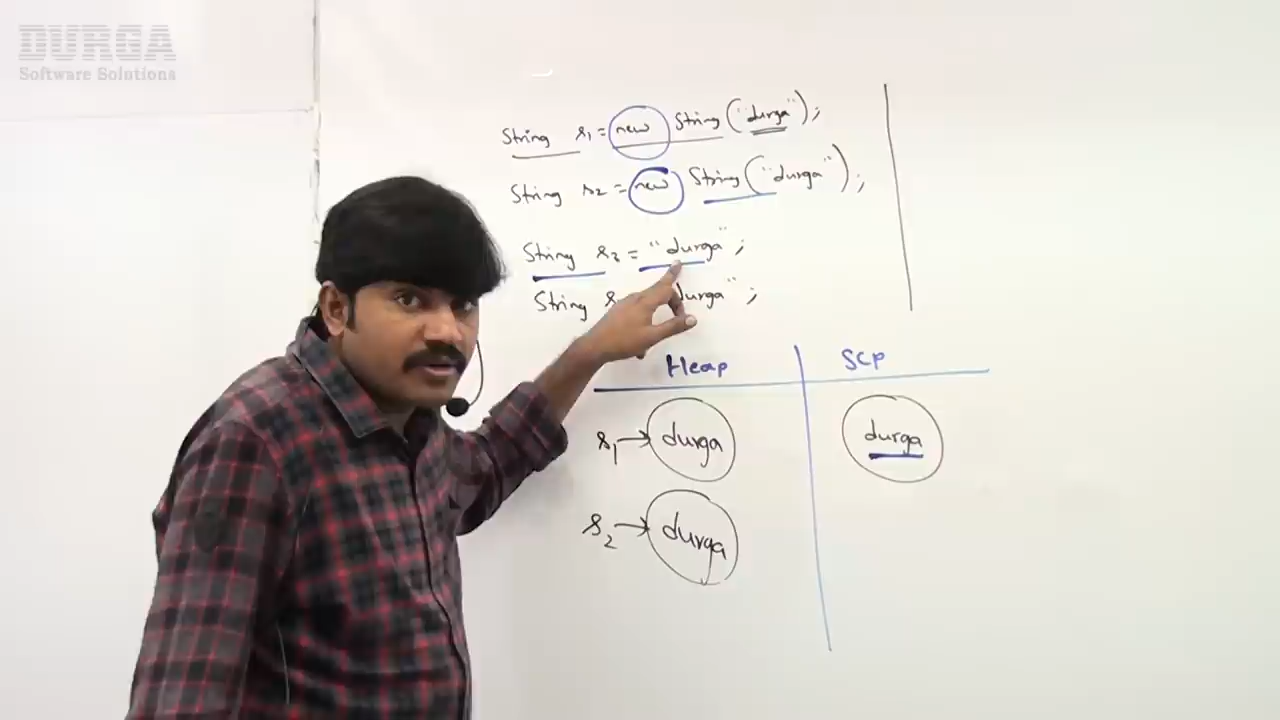 DURGA
Software Solutions
String s1 = new String ("durga");
String s2 = new String ("durga");
String s3 = "durga";
String s durga";
Heap SCP
s1 → durga durga
s2 → durga